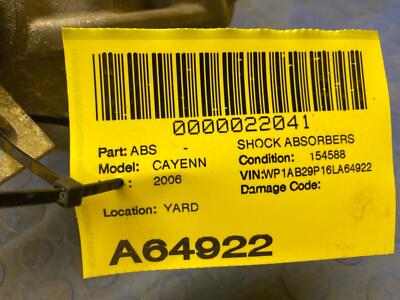 0000022041
Part: ABS - SHOCK ABSORBERS
Model: CAYENN Condition: 154588
: 2006 VIN:WP1AB29P16LA64922
Damage Code:
Location: YARD
A64922